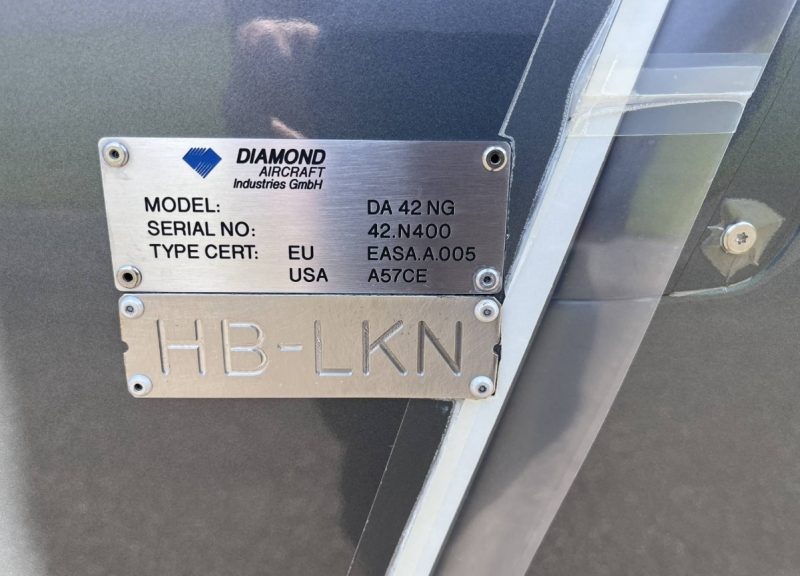 DIAMOND
AIRCRAFT
Industries GmbH
MODEL: DA 42 NG
SERIAL NO: 42.N400
TYPE CERT: EU EASA.A.005
USA A57CE
HB-LKN